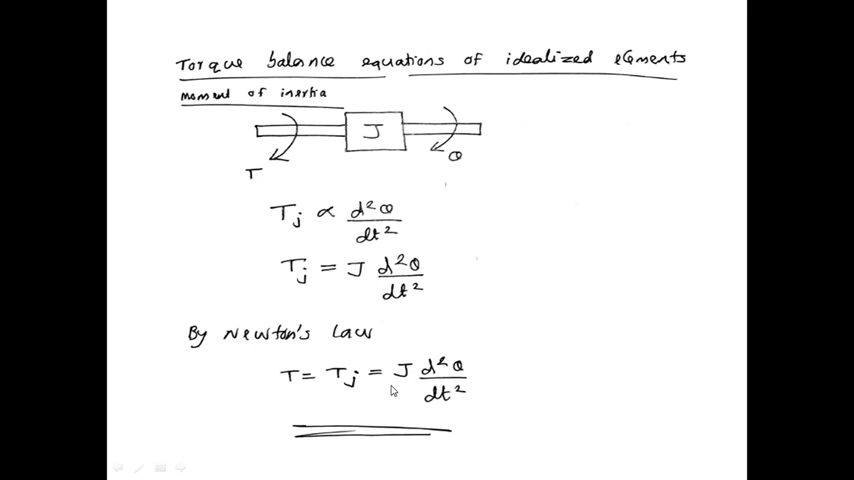 Torque balance equations of idealized elements
moment of inertia
J
T
θ
Tj ∝ d²θ/dt²
Tj = J d²θ/dt²
By Newton's Law
T = Tj = J d²θ/dt²